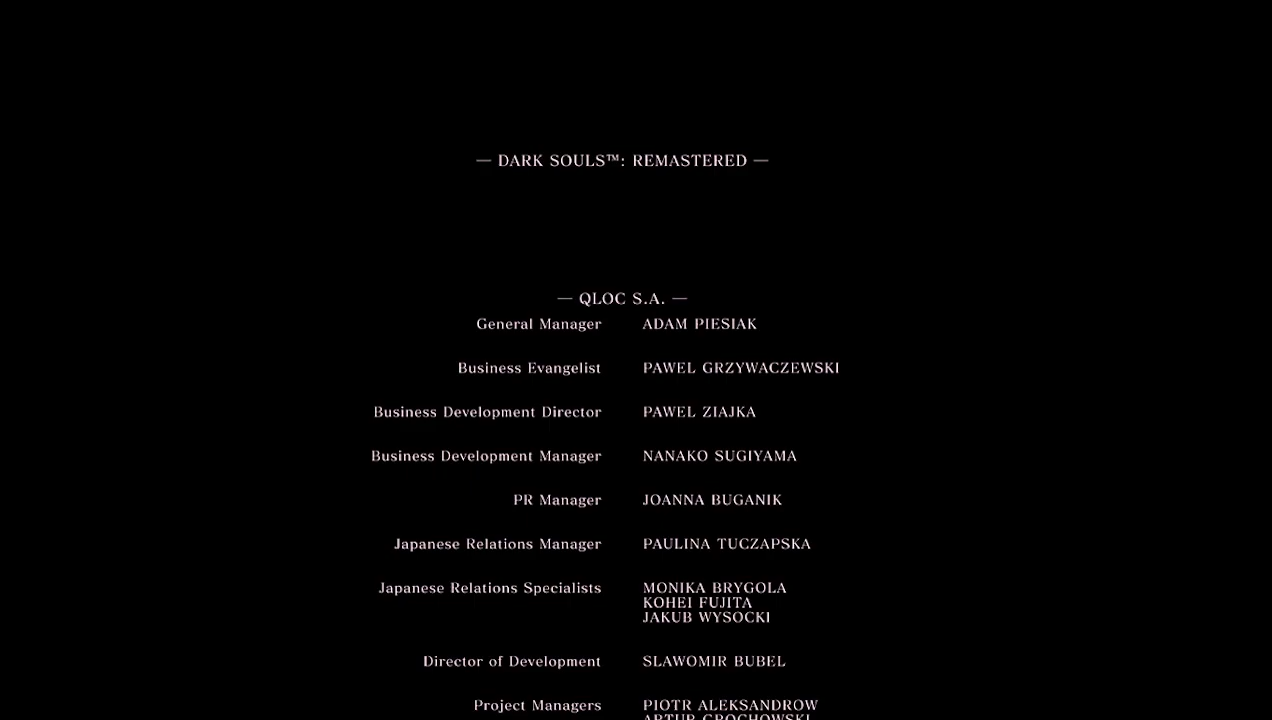 — DARK SOULS™: REMASTERED —
— QLOC S.A. —
General Manager ADAM PIESIAK
Business Evangelist PAWEL GRZYWACZEWSKI
Business Development Director PAWEL ZIAJKA
Business Development Manager NANAKO SUGIYAMA
PR Manager JOANNA BUGANIK
Japanese Relations Manager PAULINA TUCZAPSKA
Japanese Relations Specialists MONIKA BRYGOLA
KOHEI FUJITA
JAKUB WYSOCKI
Director of Development SLAWOMIR BUBEL
Project Managers PIOTR ALEKSANDROW
ARTUR GROCHOWSKI